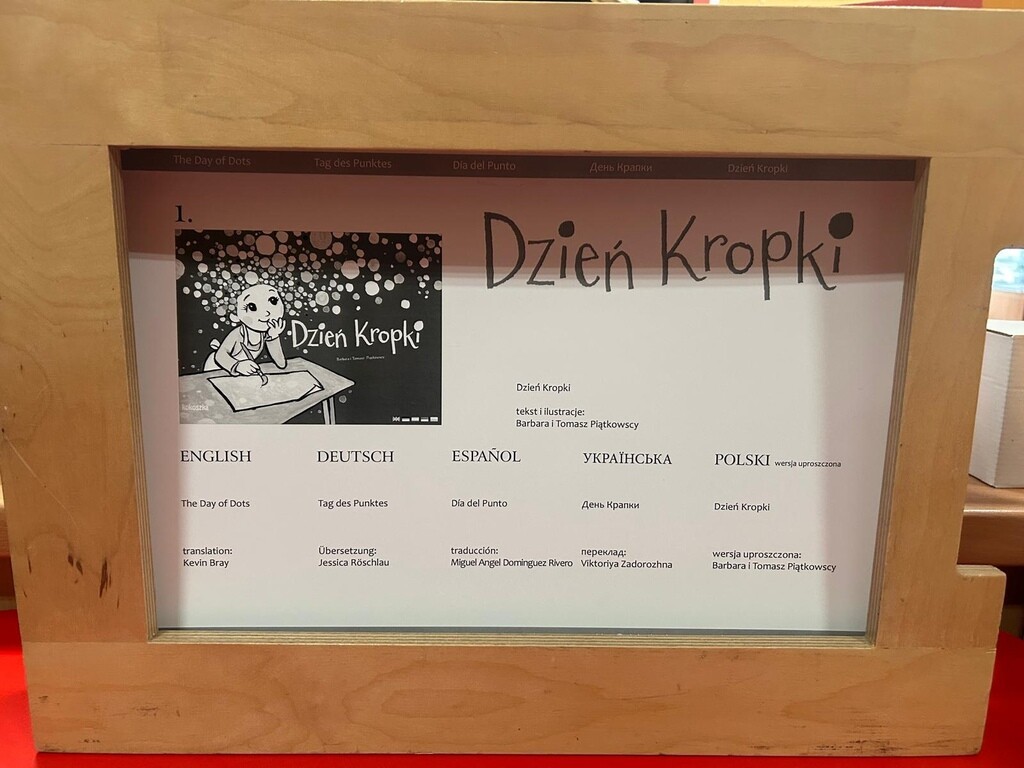 The Day of Dots
Tag des Punktes
Día del Punto
День Крапки
Dzień Kropki
1.
Dzień Kropki
Dzień Kropki
Barbara i Tomasz Piątkowscy
Dzień Kropki
tekst i ilustracje:
Barbara i Tomasz Piątkowscy
ENGLISH
The Day of Dots
translation:
Kevin Bray
DEUTSCH
Tag des Punktes
Übersetzung:
Jessica Röschlau
ESPAÑOL
Día del Punto
traducción:
Miguel Angel Dominguez Rivero
УКРАЇНСЬКА
День Крапки
переклад:
Viktoriya Zadorozhna
POLSKI wersja uproszczona
Dzień Kropki
wersja uproszczona:
Barbara i Tomasz Piątkowscy